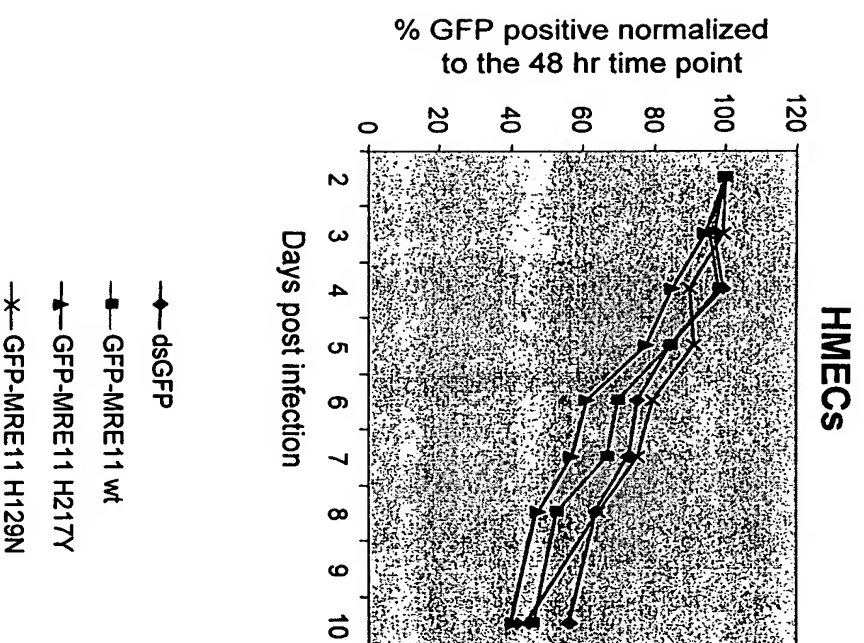 HMECs
% GFP positive normalized
to the 48 hr time point
120
100
80
60
40
20
0
2 3 4 5 6 7 8 9 10
Days post infection
dsGFP
GFP-MRE11 wt
GFP-MRE11 H217Y
GFP-MRE11 H129N